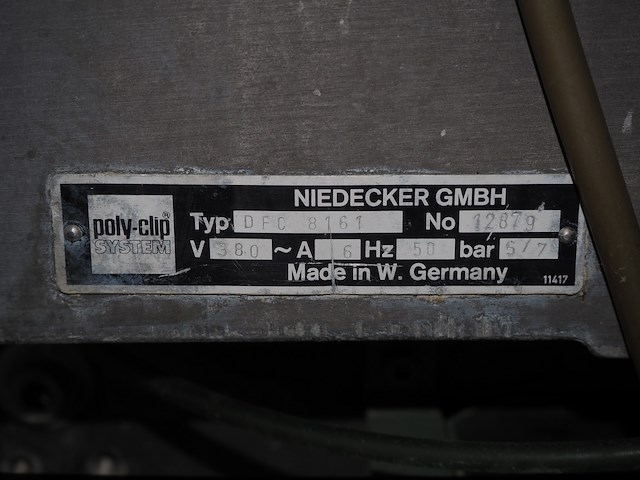 NIEDECKER GMBH
poly-clip®
SYSTEM
Typ DFC 8161 No 12879
V 380 ~ A 6 Hz 50 bar 5/7
Made in W. Germany
11417